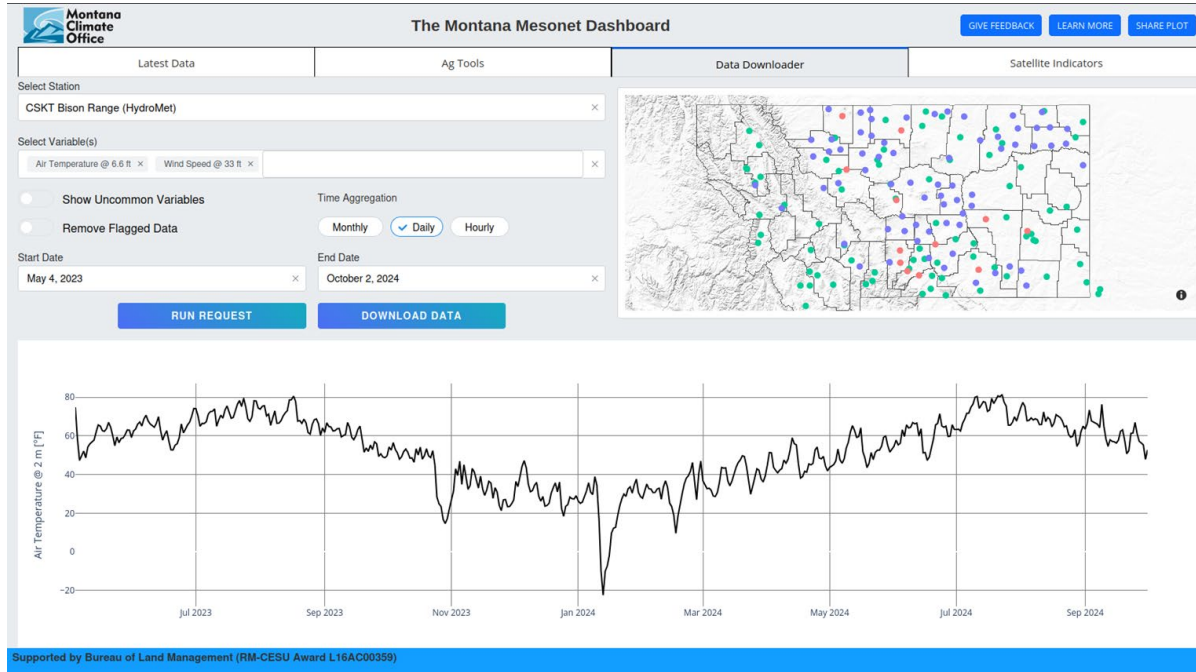 Montana
Climate
Office
The Montana Mesonet Dashboard
GIVE FEEDBACK LEARN MORE SHARE PLOT
Latest Data Ag Tools Data Downloader Satellite Indicators
Select Station
CSKT Bison Range (HydroMet) ×
Select Variable(s)
Air Temperature @ 6.6 ft × Wind Speed @ 33 ft × ×
Show Uncommon Variables
Remove Flagged Data
Time Aggregation
Monthly Daily Hourly
Start Date End Date
May 4, 2023 × October 2, 2024 ×
RUN REQUEST DOWNLOAD DATA
i
Air Temperature @ 2 m [°F]
80
60
40
20
0
−20
Jul 2023 Sep 2023 Nov 2023 Jan 2024 Mar 2024 May 2024 Jul 2024 Sep 2024
Supported by Bureau of Land Management (RM-CESU Award L16AC00359)